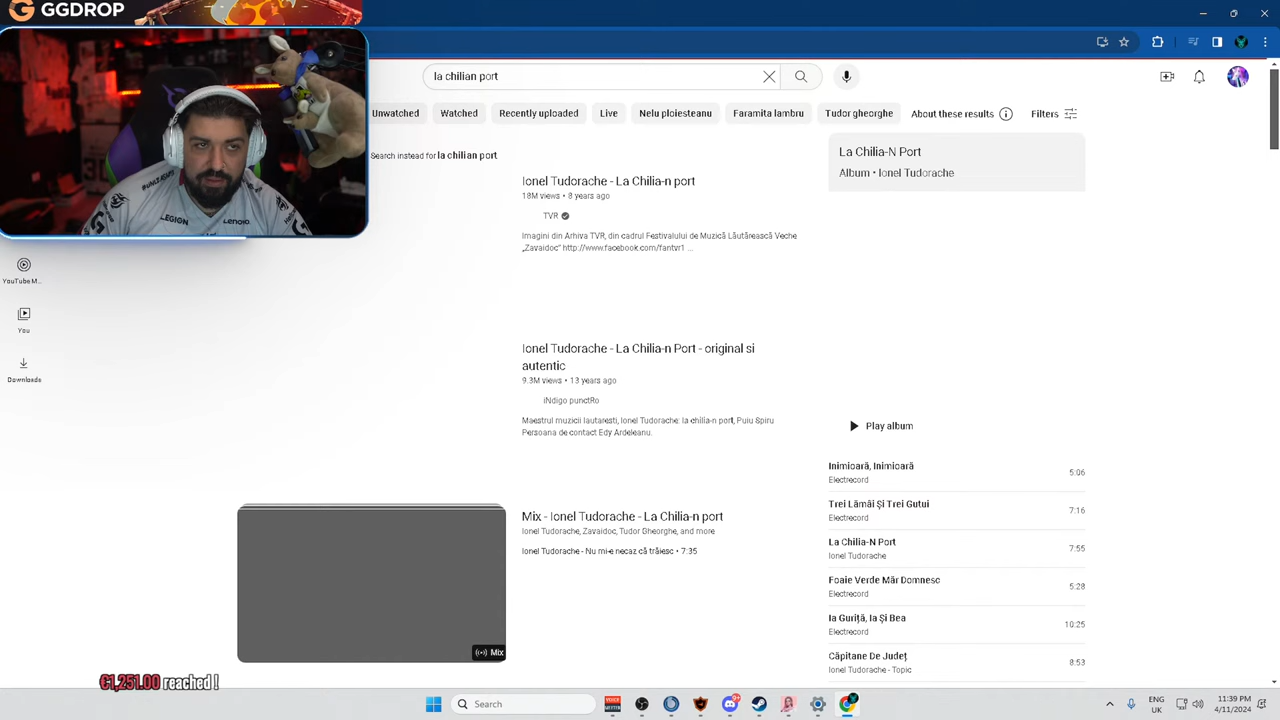 GGDROP
LEGION
Lenovo
la chilian port
Unwatched
Watched
Recently uploaded
Live
Nelu ploiesteanu
Faramita lambru
Tudor gheorghe
About these results
Filters
Search instead for la chilian port
Ionel Tudorache - La Chilia-n port
18M views • 8 years ago
TVR
Imagini din Arhiva TVR, din cadrul Festivalului de Muzică Lăutărească Veche
„Zavaidoc" http://www.facebook.com/fantvr1 ...
La Chilia-N Port
Album • Ionel Tudorache
YouTube M...
You
Downloads
Ionel Tudorache - La Chilia-n Port - original si
autentic
9.3M views • 13 years ago
iNdigo punctRo
Maestrul muzicii lautaresti, Ionel Tudorache: la chilia-n port, Puiu Spiru
Persoana de contact Edy Ardeleanu.
Play album
Inimioară, Inimioară
Electrecord
5:06
Trei Lămâi Și Trei Gutui
Electrecord
7:16
La Chilia-N Port
Ionel Tudorache
7:55
Foaie Verde Măr Domnesc
Electrecord
5:28
Ia Guriță, Ia Și Bea
Electrecord
10:25
Căpitane De Județ
Ionel Tudorache - Topic
8:53
Mix - Ionel Tudorache - La Chilia-n port
Ionel Tudorache, Zavaidoc, Tudor Gheorghe, and more
Ionel Tudorache - Nu mi-e necaz că trăiesc • 7:35
Mix
€1,251.00 reached !
Search
9+
ENG
UK
11:39 PM
4/11/2024